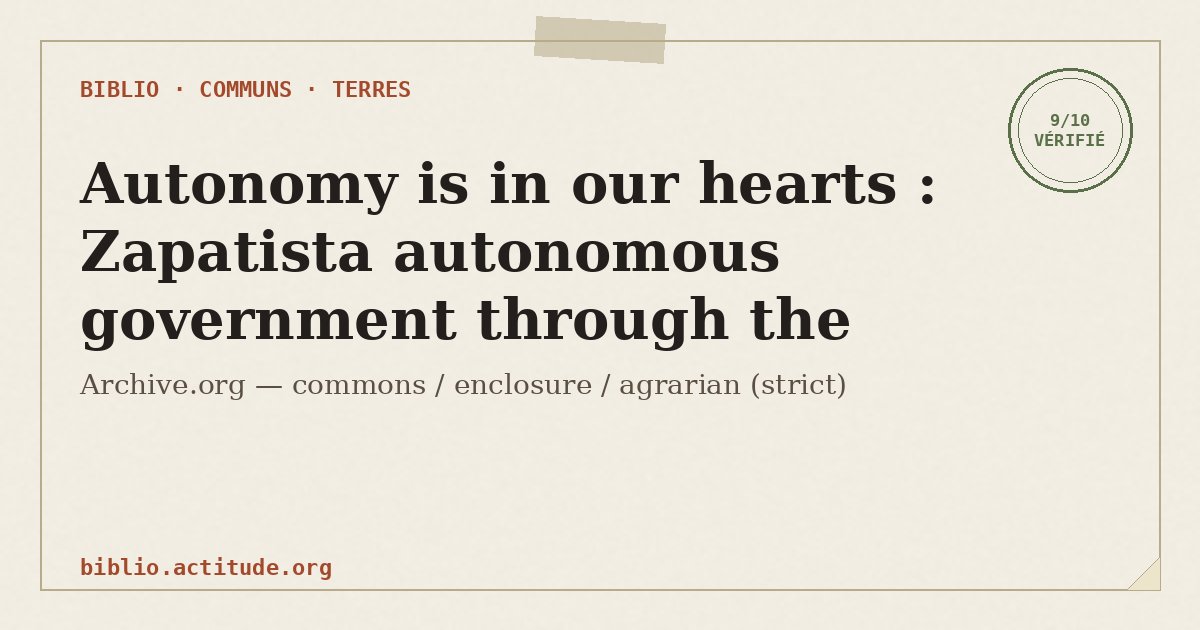 BIBLIO · COMMUNS · TERRES
9/10
VÉRIFIÉ
Autonomy is in our hearts :
Zapatista autonomous
government through the
Archive.org — commons / enclosure / agrarian (strict)
biblio.actitude.org